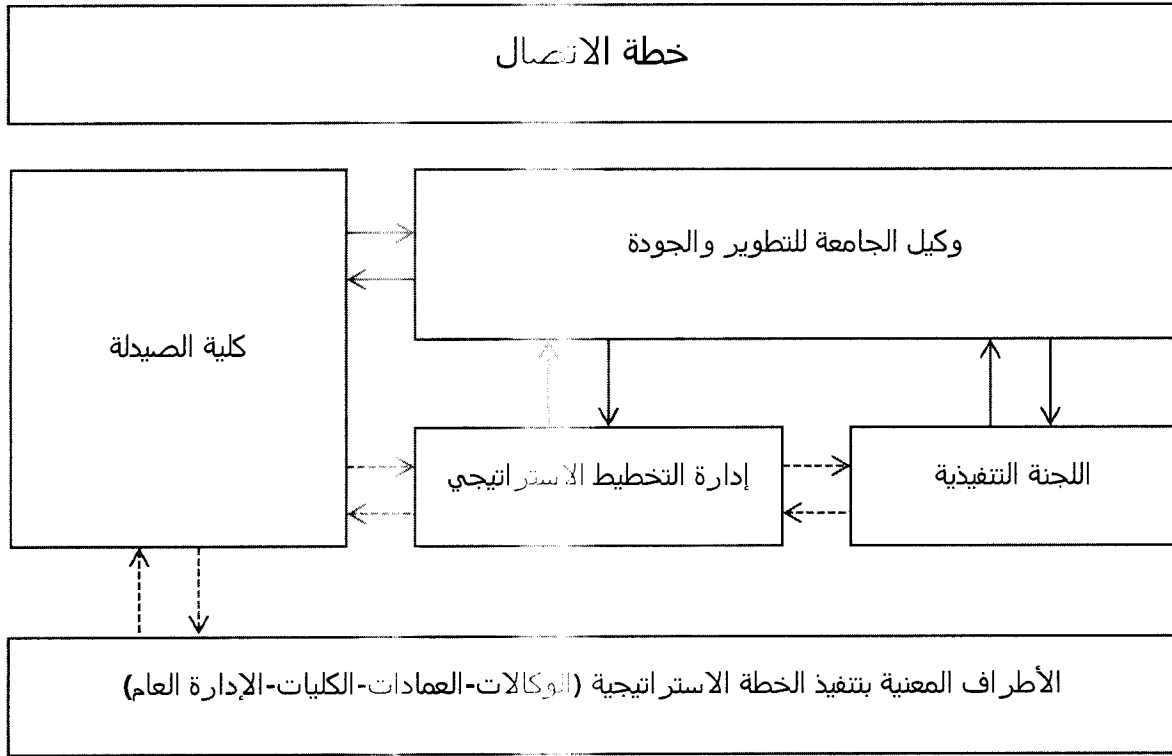 خطة الاتصال
وكيل الجامعة للتطوير والجودة
كلية الصيدلة
اللجنة التنفيذية
إدارة التخطيط الاستراتيجي
الأطراف المعنية بتنفيذ الخطة الاستراتيجية (الوكالات-العمادات-الكليات-الإدارة العام)